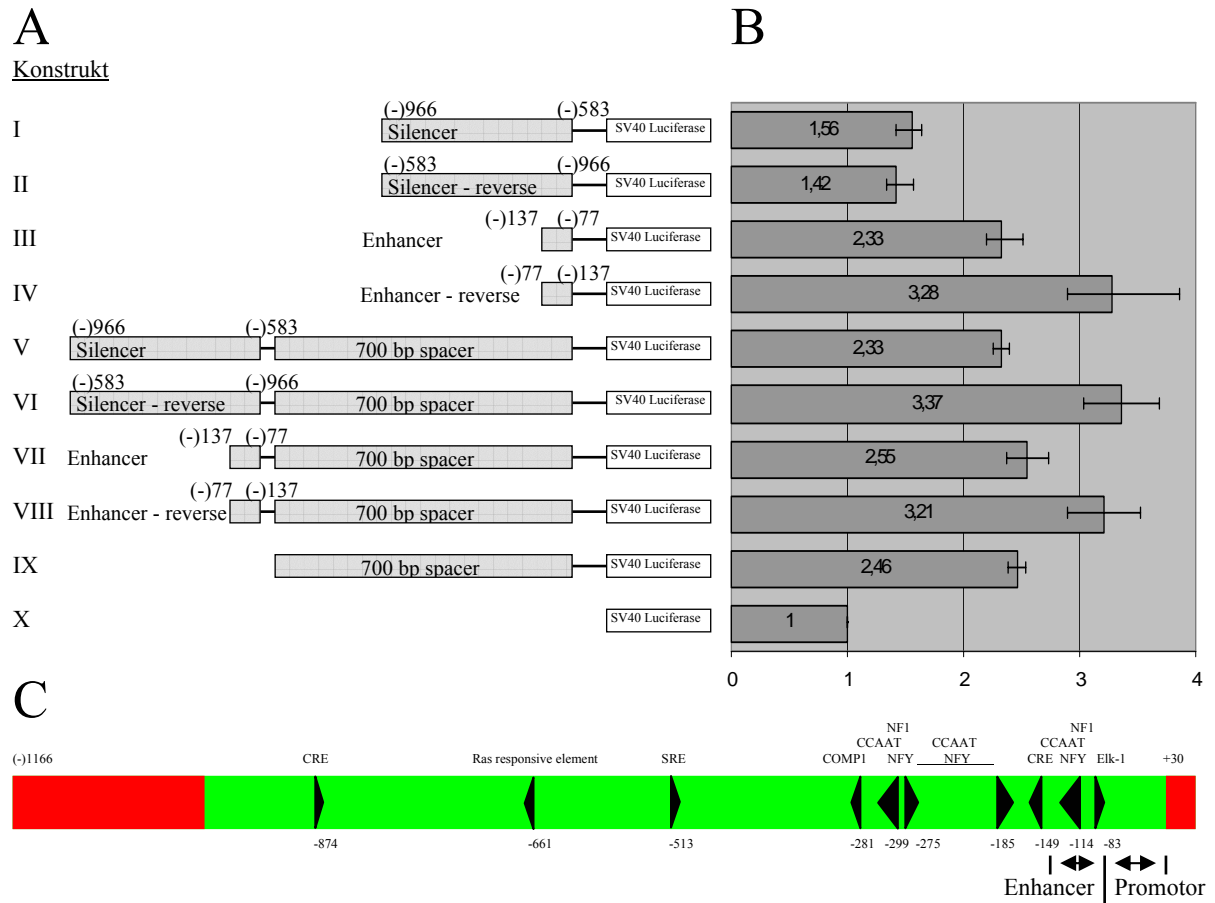 A
B
Konstrukt
I
(-)966
(-)583
Silencer
SV40 Luciferase
1,56
II
(-)583
(-)966
Silencer - reverse
SV40 Luciferase
1,42
III
(-)137
(-)77
Enhancer
SV40 Luciferase
2,33
IV
(-)77
(-)137
Enhancer - reverse
SV40 Luciferase
3,28
V
(-)966
(-)583
Silencer
700 bp spacer
SV40 Luciferase
2,33
VI
(-)583
(-)966
Silencer - reverse
700 bp spacer
SV40 Luciferase
3,37
VII
(-)137
(-)77
Enhancer
700 bp spacer
SV40 Luciferase
2,55
VIII
(-)77
(-)137
Enhancer - reverse
700 bp spacer
SV40 Luciferase
3,21
IX
700 bp spacer
SV40 Luciferase
2,46
X
SV40 Luciferase
1
0 1 2 3 4
C
NF1 NF1
CCAAT CCAAT CCAAT
(-)1166 CRE Ras responsive element SRE COMP1 NFY NFY CRE NFY Elk-1 +30
-874 -661 -513 -281 -299 -275 -185 -149 -114 -83
Enhancer Promotor